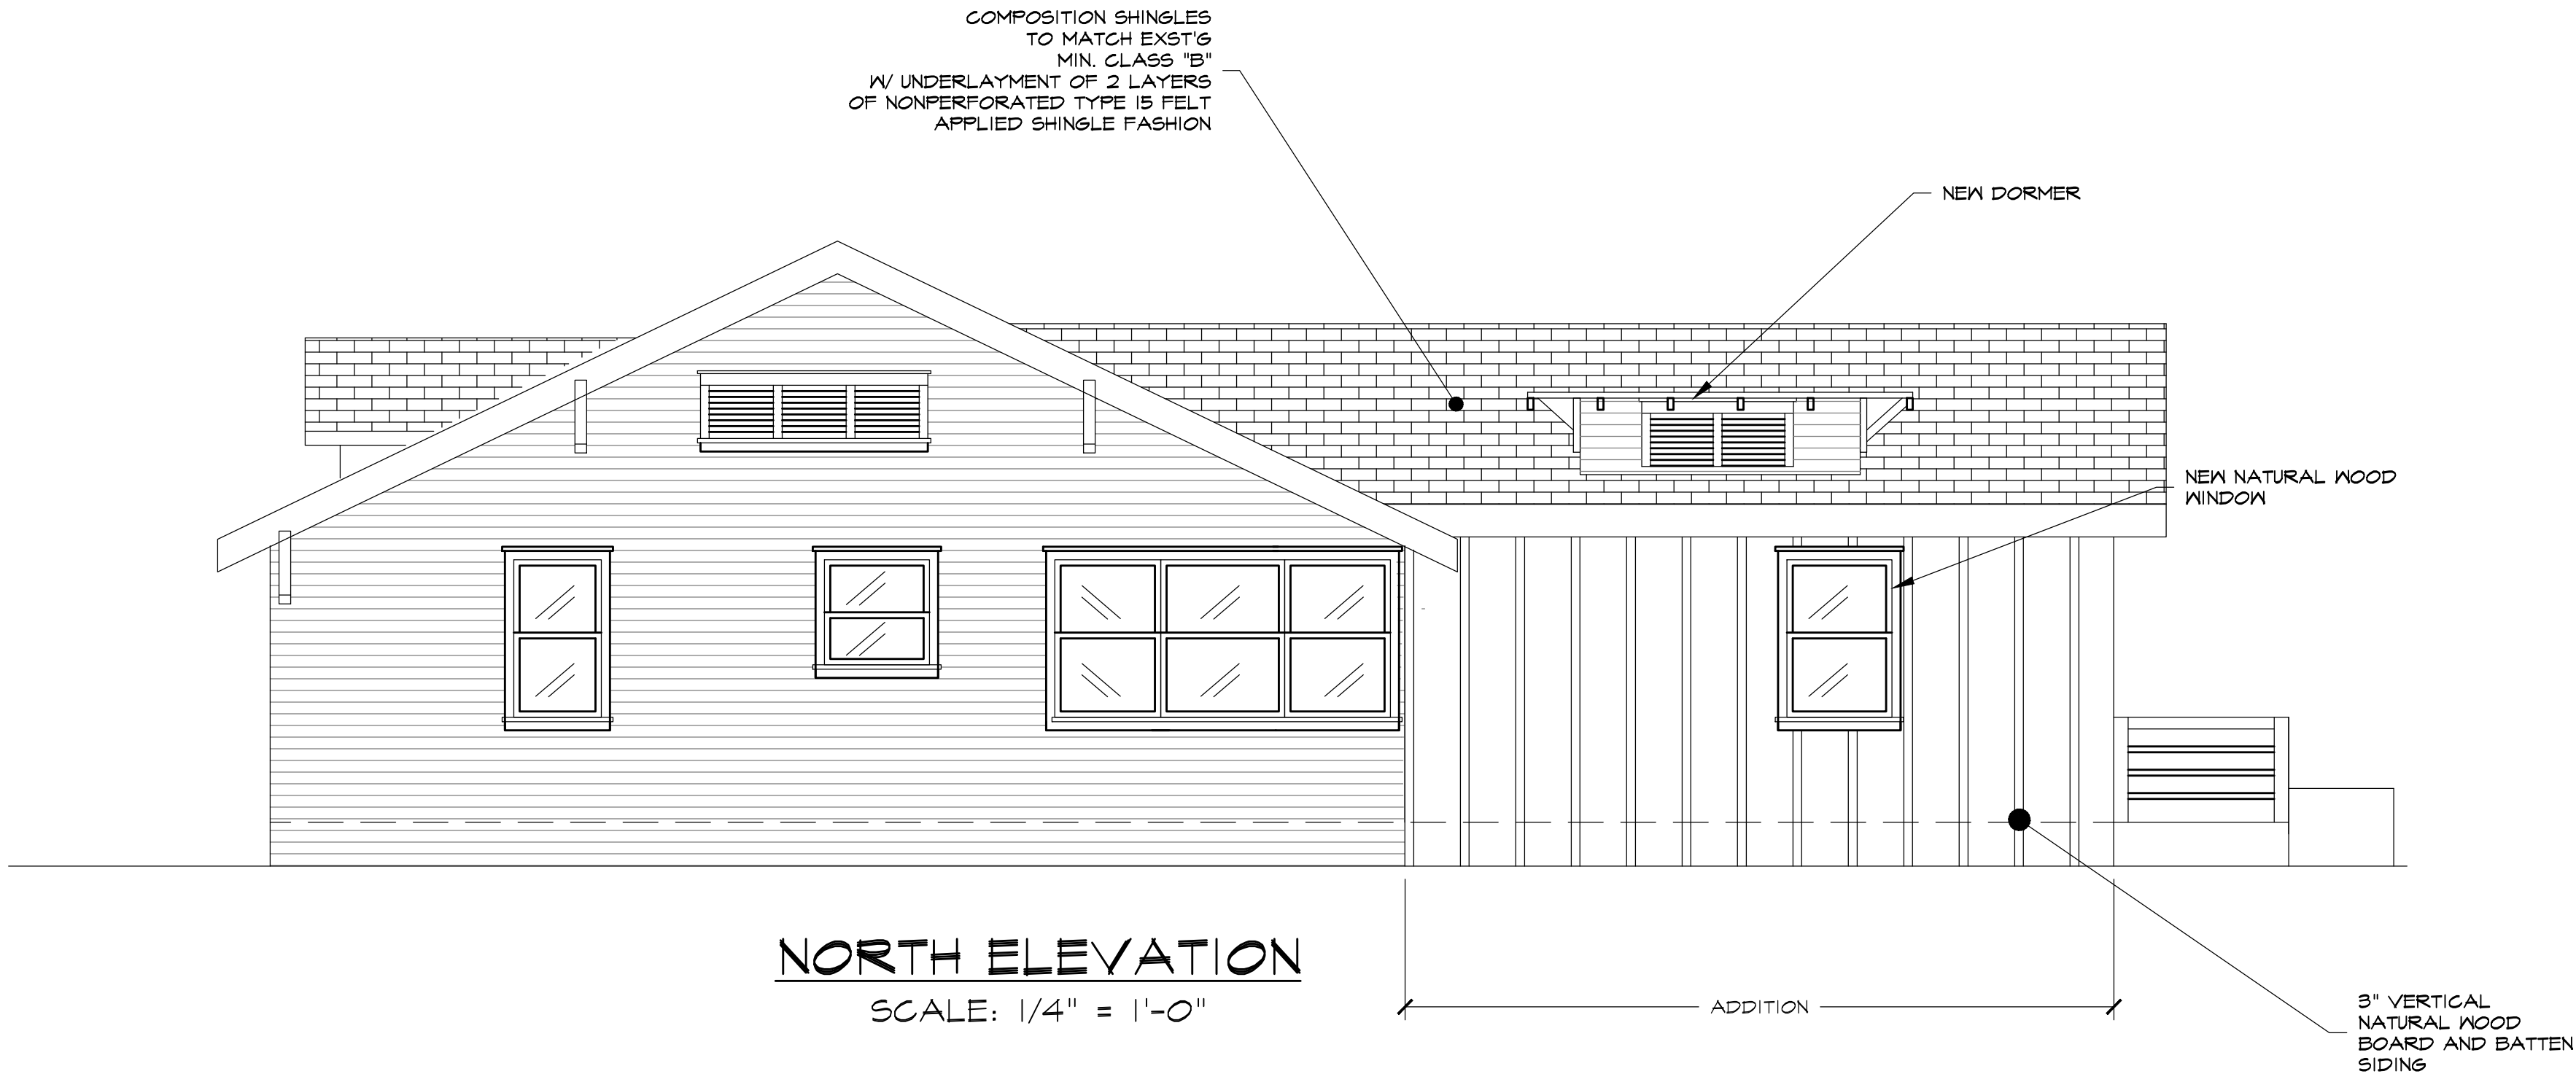 COMPOSITION SHINGLES
TO MATCH EXST'G
MIN. CLASS "B"
W/ UNDERLAYMENT OF 2 LAYERS
OF NONPERFORATED TYPE 15 FELT
APPLIED SHINGLE FASHION
NEW DORMER
NEW NATURAL WOOD
WINDOW
NORTH ELEVATION
SCALE: 1/4" = 1'-0"
ADDITION
3" VERTICAL
NATURAL WOOD
BOARD AND BATTEN
SIDING